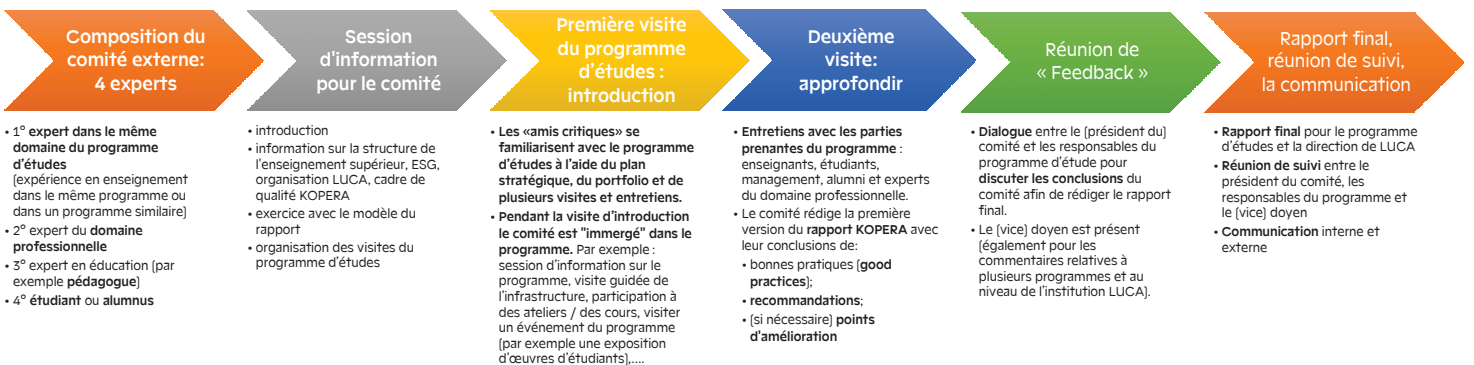 Composition du
comité externe:
4 experts
• 1° expert dans le même
domaine du programme
d'études
(expérience en enseignement
dans le même programme ou
dans un programme similaire)
• 2° expert du domaine
professionnelle
• 3° expert en éducation (par
exemple pédagogue)
• 4° étudiant ou alumnus
Session
d'information
pour le comité
• introduction
• information sur la structure de
l'enseignement supérieur, ESG,
organisation LUCA, cadre de
qualité KOPERA
• exercice avec le modèle du
rapport
• organisation des visites du
programme d'études
Première visite
du programme
d'études :
introduction
• Les «amis critiques» se
familiarisent avec le programme
d'études à l'aide du plan
stratégique, du portfolio et de
plusieurs visites et entretiens.
• Pendant la visite d'introduction
le comité est "immergé" dans le
programme. Par exemple :
session d'information sur le
programme, visite guidée de
l'infrastructure, participation à
des ateliers / des cours, visiter
un événement du programme
(par exemple une exposition
d'œuvres d'étudiants),....
Deuxième
visite:
approfondir
• Entretiens avec les parties
prenantes du programme :
enseignants, étudiants,
management, alumni et experts
du domaine professionnelle.
• Le comité rédige la première
version du rapport KOPERA avec
leur conclusions de:
• bonnes pratiques (good
practices);
• recommandations;
• (si nécessaire) points
d'amélioration
Réunion de
« Feedback »
• Dialogue entre le (président du)
comité et les responsables du
programme d'étude pour
discuter les conclusions du
comité afin de rédiger le rapport
final.
• Le (vice) doyen est présent
(également pour les
commentaires relatives à
plusieurs programmes et au
niveau de l'institution LUCA).
Rapport final,
réunion de suivi,
la communication
• Rapport final pour le programme
d'études et la direction de LUCA
• Réunion de suivi entre le
président du comité, les
responsables du programme et
le (vice) doyen
• Communication interne et
externe